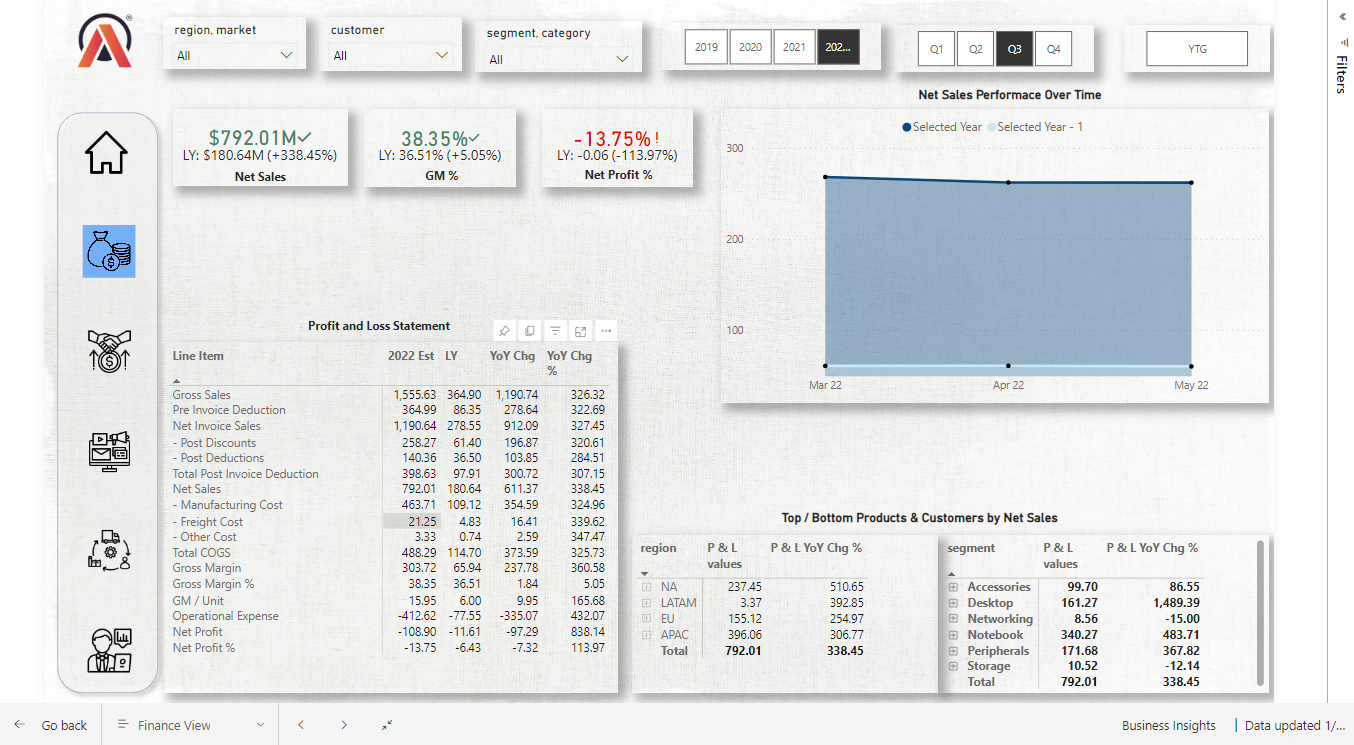 region, market
All
customer
All
segment, category
All
2019 2020 2021 202...
Q1 Q2 Q3 Q4
YTG
$792.01M
LY: $180.64M (+338.45%)
Net Sales
38.35%
LY: 36.51% (+5.05%)
GM %
-13.75%!
LY: -0.06 (-113.97%)
Net Profit %
Net Sales Performace Over Time
Selected Year Selected Year - 1
300
200
100
Mar 22 Apr 22 May 22
Profit and Loss Statement
Line Item 2022 Est LY YoY Chg YoY Chg
%
Gross Sales 1,555.63 364.90 1,190.74 326.32
Pre Invoice Deduction 364.99 86.35 278.64 322.69
Net Invoice Sales 1,190.64 278.55 912.09 327.45
- Post Discounts 258.27 61.40 196.87 320.61
- Post Deductions 140.36 36.50 103.85 284.51
Total Post Invoice Deduction 398.63 97.91 300.72 307.15
Net Sales 792.01 180.64 611.37 338.45
- Manufacturing Cost 463.71 109.12 354.59 324.96
- Freight Cost 21.25 4.83 16.41 339.62
- Other Cost 3.33 0.74 2.59 347.47
Total COGS 488.29 114.70 373.59 325.73
Gross Margin 303.72 65.94 237.78 360.58
Gross Margin % 38.35 36.51 1.84 5.05
GM / Unit 15.95 6.00 9.95 165.68
Operational Expense -412.62 -77.55 -335.07 432.07
Net Profit -108.90 -11.61 -97.29 838.14
Net Profit % -13.75 -6.43 -7.32 113.97
Top / Bottom Products & Customers by Net Sales
region P & L P & L YoY Chg %
values
NA 237.45 510.65
LATAM 3.37 392.85
EU 155.12 254.97
APAC 396.06 306.77
Total 792.01 338.45
segment P & L P & L YoY Chg %
values
Accessories 99.70 86.55
Desktop 161.27 1,489.39
Networking 8.56 -15.00
Notebook 340.27 483.71
Peripherals 171.68 367.82
Storage 10.52 -12.14
Total 792.01 338.45
Filters
Go back Finance View Business Insights Data updated 1/...